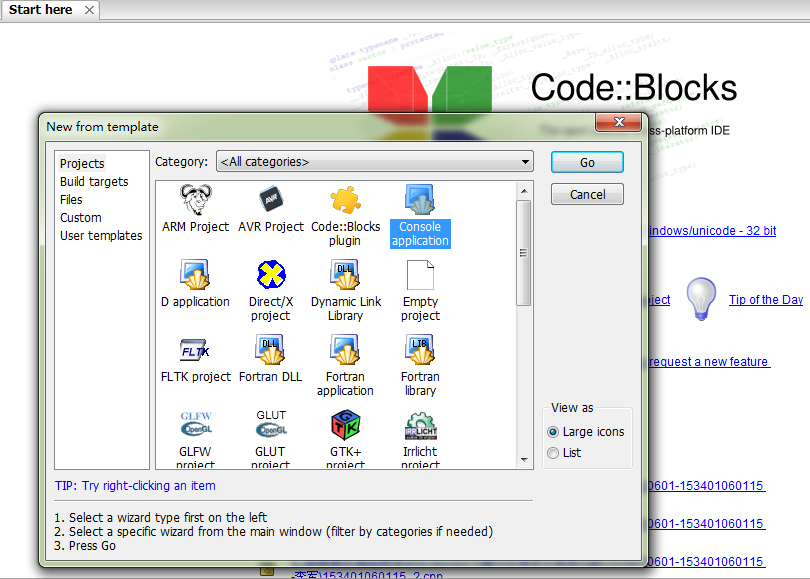 Start here
Code::Blocks
ss-platform IDE
New from template
Projects
Build targets
Files
Custom
User templates
Category:
<All categories>
Go
Cancel
ARM Project
AVR Project
Code::Blocks
plugin
Console
application
D application
Direct/X
project
Dynamic Link
Library
Empty
project
FLTK project
Fortran DLL
Fortran
application
Fortran
library
GLFW
project
GLUT
project
GTK+
project
Irrlicht
project
View as
Large icons
List
TIP: Try right-clicking an item
1. Select a wizard type first on the left
2. Select a specific wizard from the main window (filter by categories if needed)
3. Press Go
indows/unicode - 32 bit
ject
Tip of the Day
request a new feature
0601-153401060115
0601-153401060115
0601-153401060115
-李军\153401060115_2.cpp